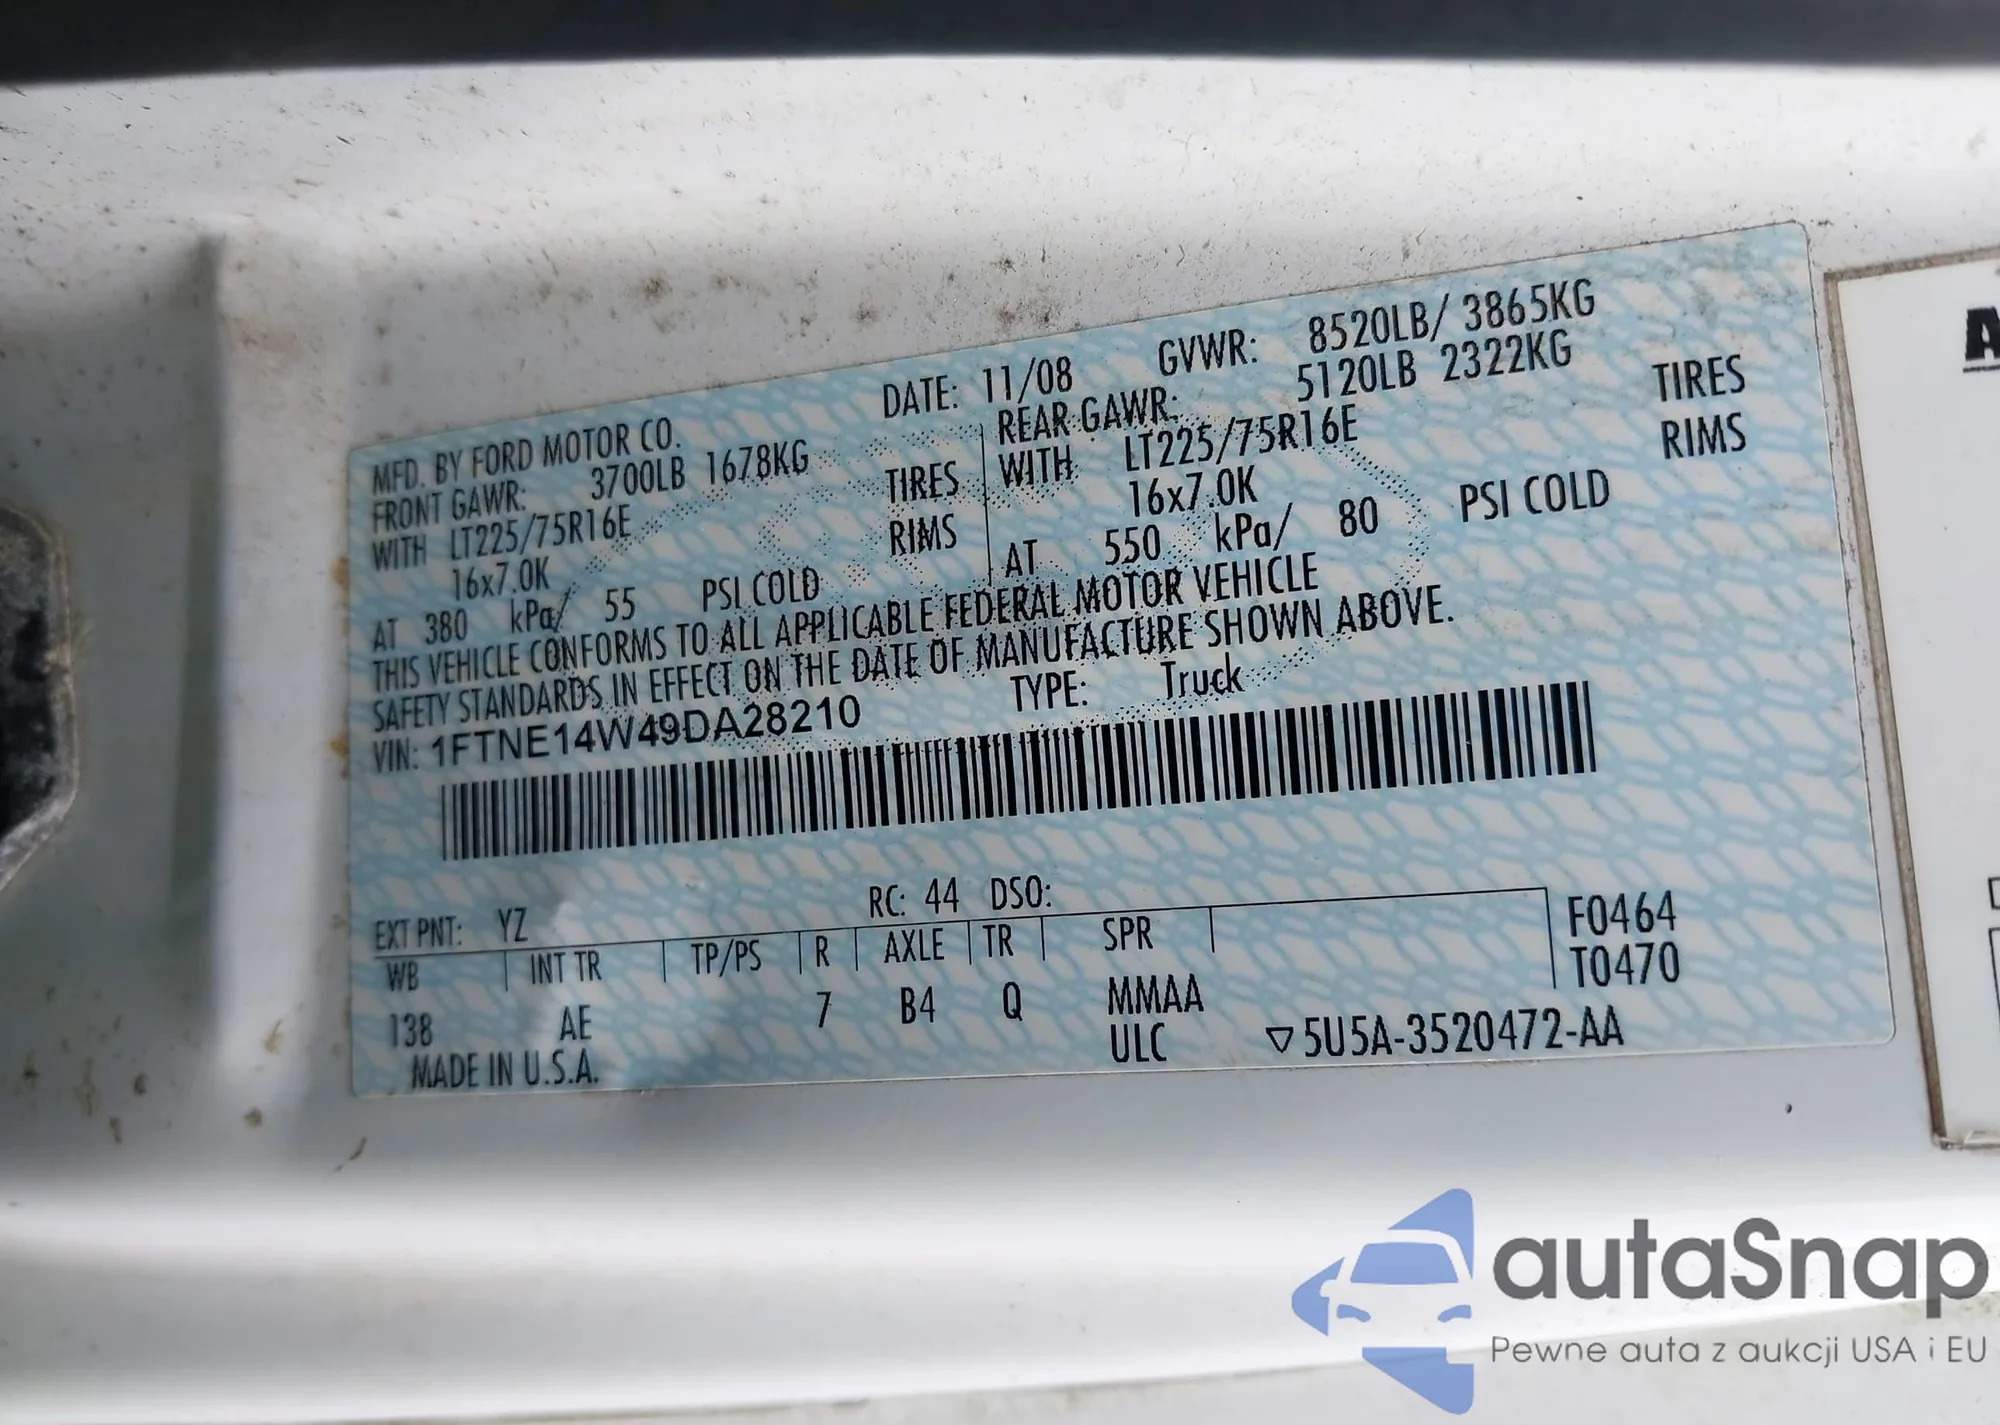 MFD. BY FORD MOTOR CO.
DATE: 11/08
GVWR: 8520LB/ 3865KG
FRONT GAWR: 3700LB 1678KG
REAR GAWR: 5120LB 2322KG
WITH LT225/75R16E TIRES
WITH LT225/75R16E TIRES
16x7.0K RIMS
16x7.0K RIMS
AT 380 kPa/ 55 PSI COLD
AT 550 kPa/ 80 PSI COLD
THIS VEHICLE CONFORMS TO ALL APPLICABLE FEDERAL MOTOR VEHICLE
SAFETY STANDARDS IN EFFECT ON THE DATE OF MANUFACTURE SHOWN ABOVE.
VIN: 1FTNE14W49DA28210
TYPE: Truck
EXT PNT: YZ RC: 44 DSO:
WB INT TR TP/PS R AXLE TR SPR
F0464
T0470
138 AE 7 B4 Q MMAA
ULC
▽5U5A-3520472-AA
MADE IN U.S.A.
A
autaSnap
Pewne auta z aukcji USA i EU